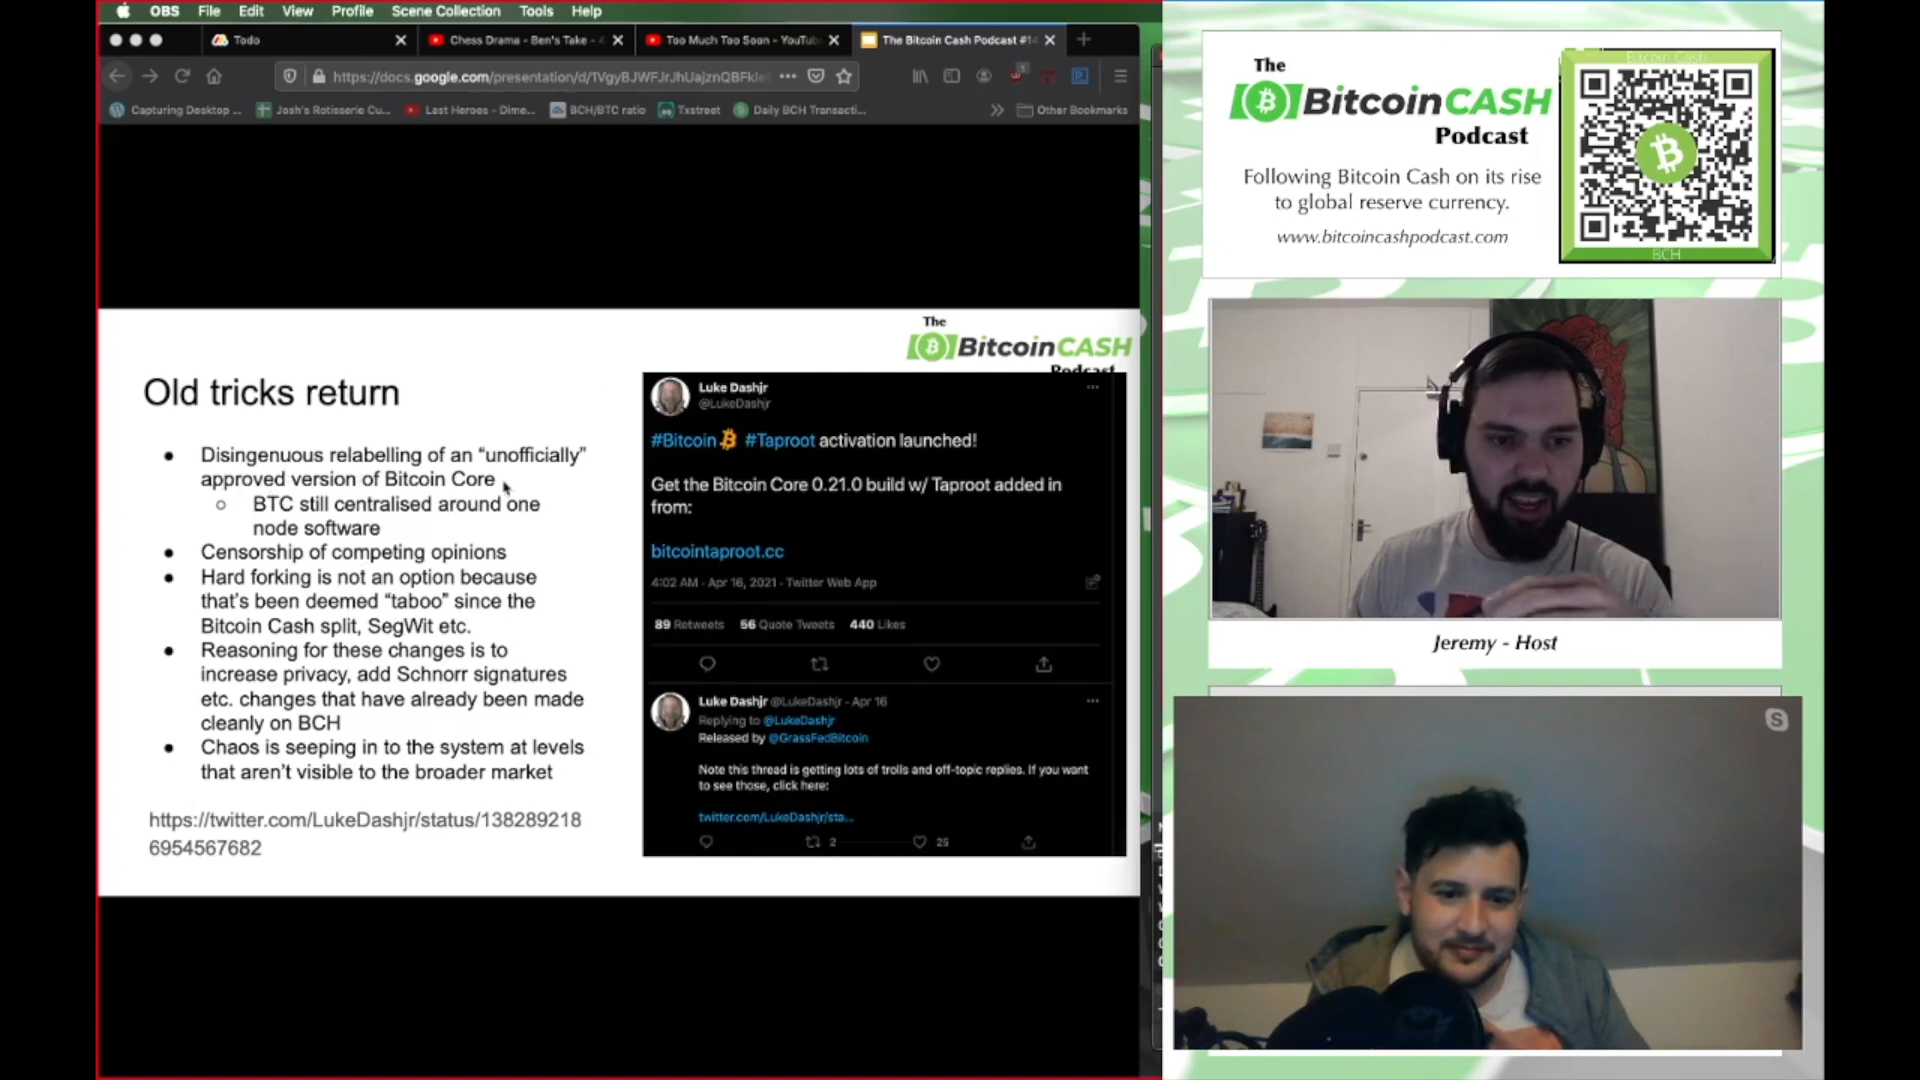 OBS File Edit View Profile Scene Collection Tools Help
Todo
Chess Drama - Ben's Take -
Too Much Too Soon - YouTub
The Bitcoin Cash Podcast #1
https://docs.google.com/presentation/d/1VgyBJWFJrJhUajznQBFkle
Capturing Desktop ...
Josh's Rotisserie Cu...
Last Heroes - Dime...
BCH/BTC ratio
Txstreet
Daily BCH Transacti...
Other Bookmarks
The
BitcoinCASH
Podcast
Old tricks return
Disingenuous relabelling of an “unofficially”
approved version of Bitcoin Core
BTC still centralised around one
node software
Censorship of competing opinions
Hard forking is not an option because
that’s been deemed “taboo” since the
Bitcoin Cash split, SegWit etc.
Reasoning for these changes is to
increase privacy, add Schnorr signatures
etc. changes that have already been made
cleanly on BCH
Chaos is seeping in to the system at levels
that aren’t visible to the broader market
https://twitter.com/LukeDashjr/status/138289218
6954567682
Luke Dashjr
@LukeDashjr
#Bitcoin #Taproot activation launched!
Get the Bitcoin Core 0.21.0 build w/ Taproot added in
from:
bitcointaproot.cc
4:02 AM · Apr 16, 2021 · Twitter Web App
89 Retweets 56 Quote Tweets 440 Likes
Luke Dashjr @LukeDashjr · Apr 16
Replying to @LukeDashjr
Released by @GrassFedBitcoin
Note this thread is getting lots of trolls and off-topic replies. If you want
to see those, click here:
twitter.com/LukeDashjr/sta...
2 25
The
BitcoinCASH
Podcast
Following Bitcoin Cash on its rise
to global reserve currency.
www.bitcoincashpodcast.com
Bitcoin Cash
BCH
Jeremy - Host